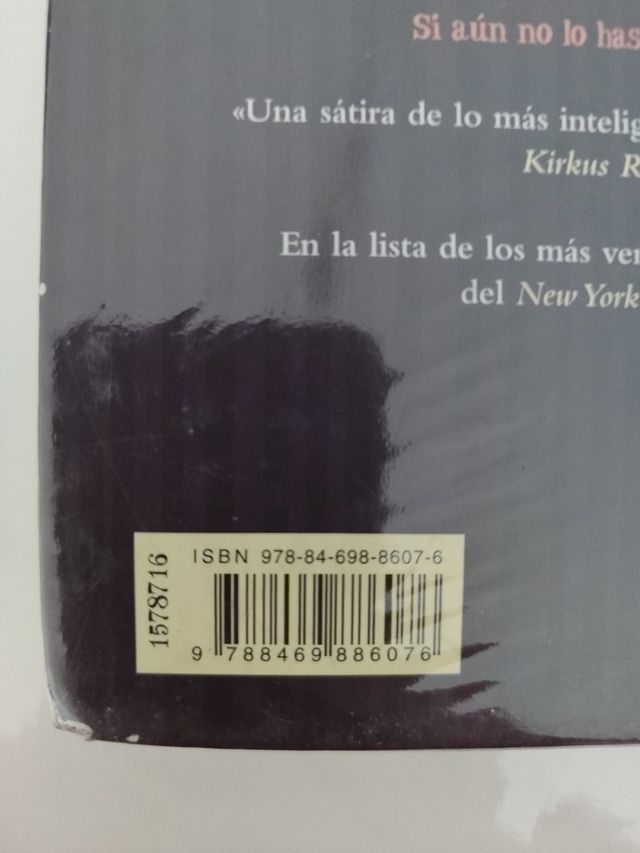 Si aún no lo has
«Una sátira de lo más intelig
Kirkus R
En la lista de los más ver
del New York
ISBN 978-84-698-8607-6
1578716
9 788469 886076